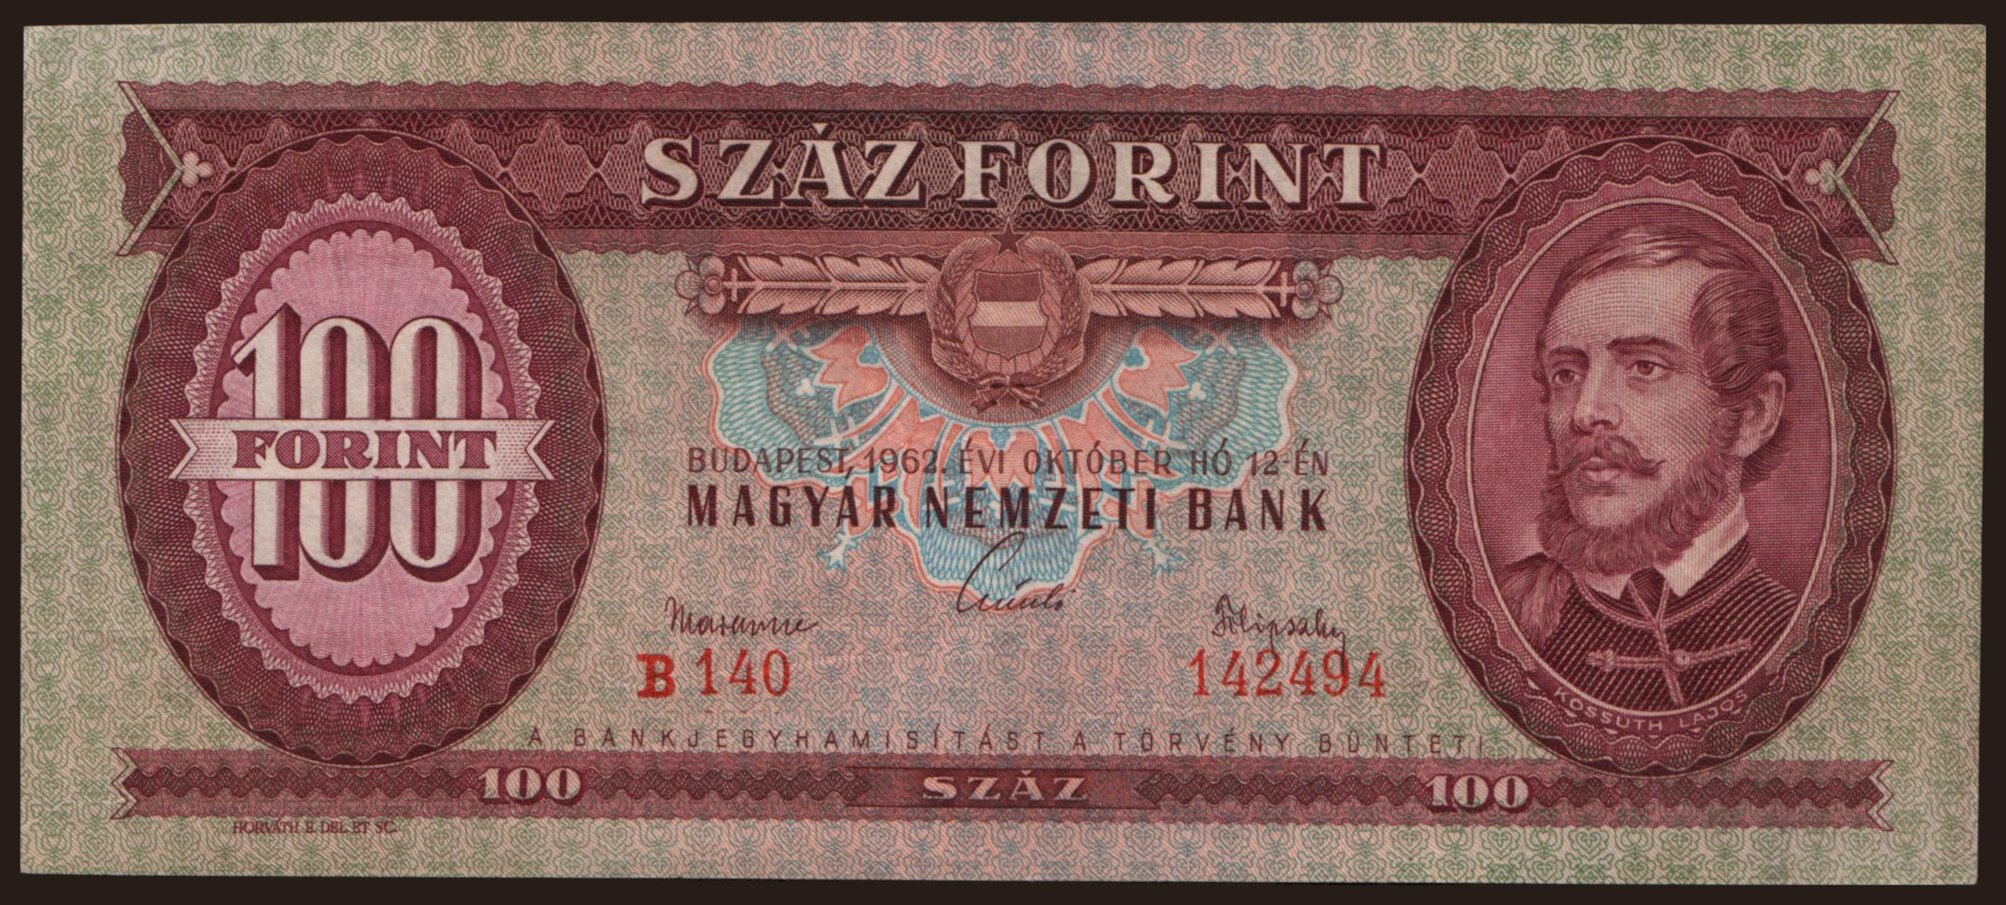 SZÁZ FORINT
100
FORINT
100
BUDAPEST, 1962. ÉVI OKTÓBER HÓ 12-ÉN
MAGYAR NEMZETI BANK
B 140
142494
KOSSUTH LAJOS
A BANKJEGYHAMISÍTÁST A TÖRVÉNY BÜNTETI
100 SZÁZ 100
HORVÁTH E. DEL. ET SC.